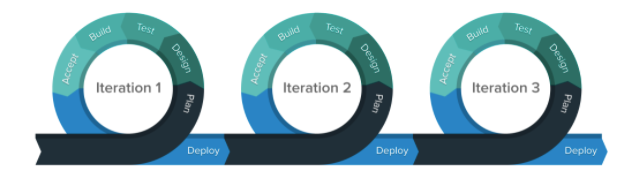 Accept
Build
Test
Design
Plan
Iteration 1
Deploy
Accept
Build
Test
Design
Plan
Iteration 2
Deploy
Accept
Build
Test
Design
Plan
Iteration 3
Deploy